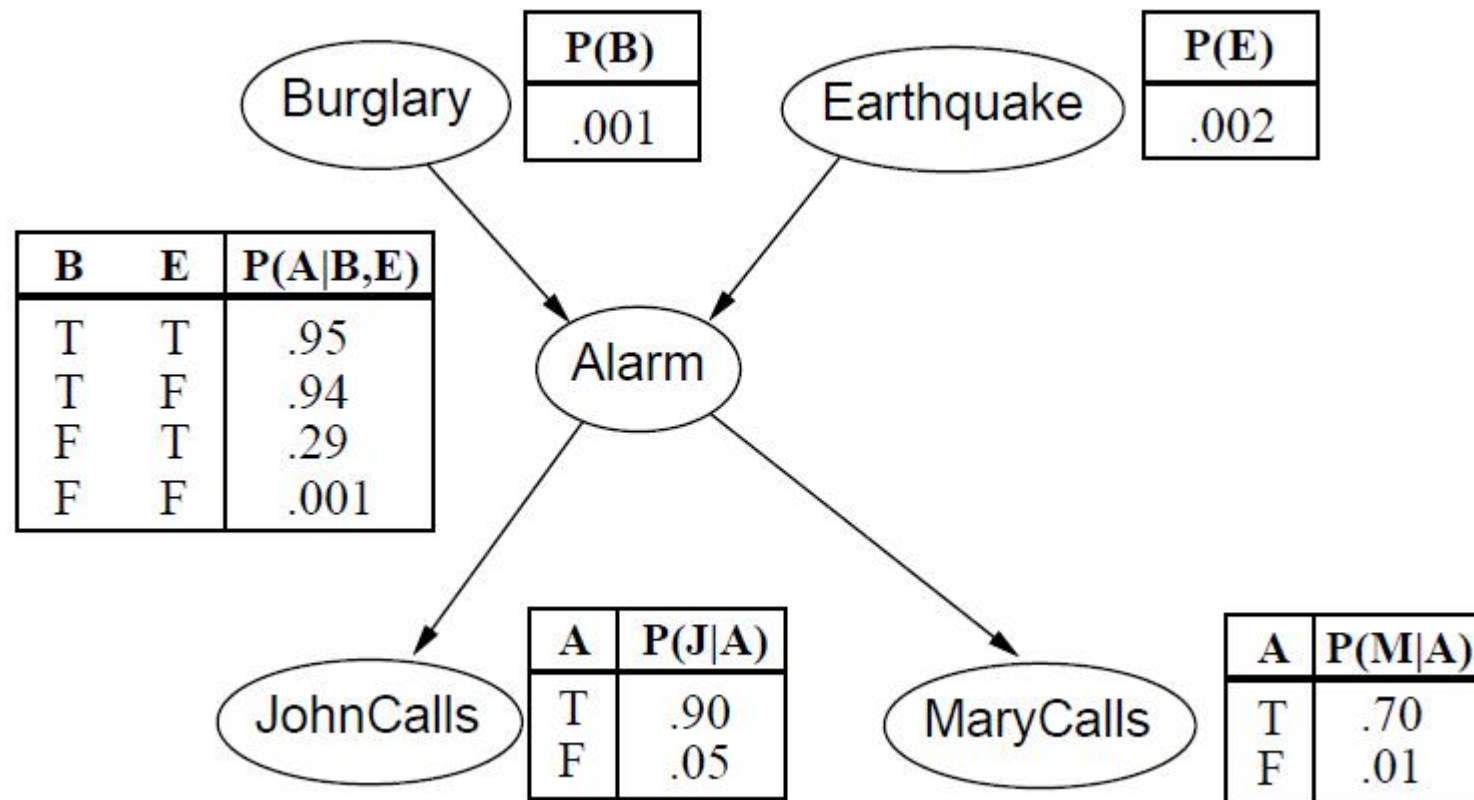 P(B)
.001
Burglary
P(E)
.002
Earthquake
B E P(A|B,E)
T T .95
T F .94
F T .29
F F .001
Alarm
JohnCalls
A P(J|A)
T .90
F .05
MaryCalls
A P(M|A)
T .70
F .01